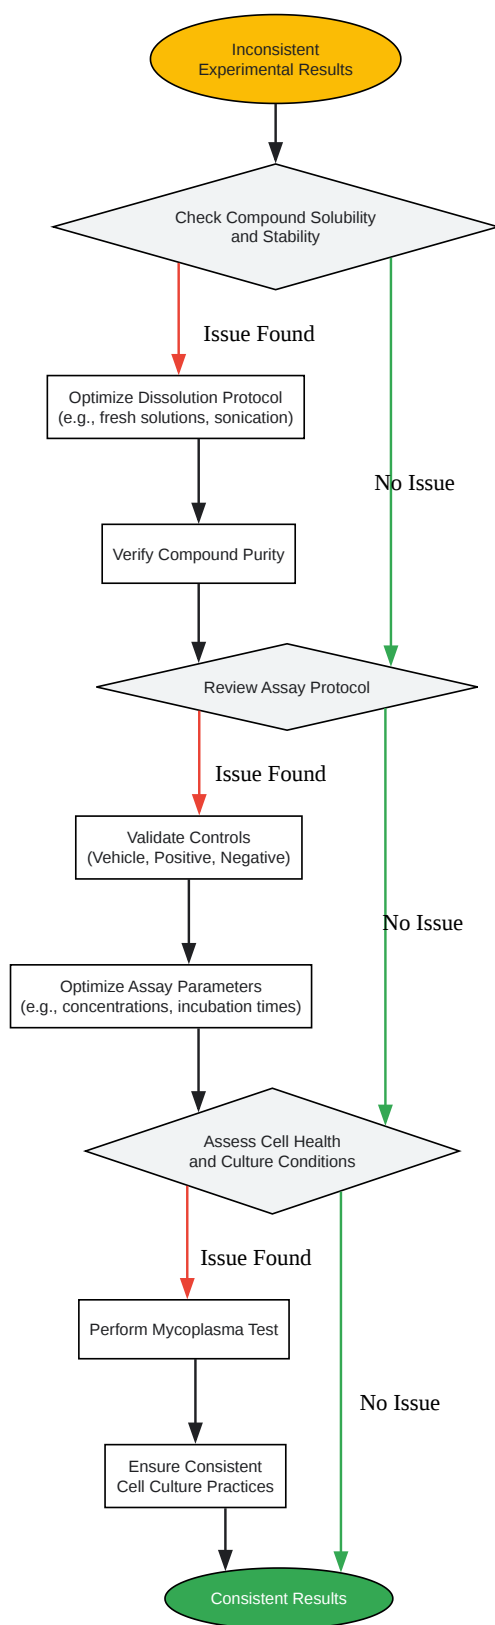 Inconsistent
Experimental Results
Check Compound Solubility
and Stability
Issue Found
Optimize Dissolution Protocol
(e.g., fresh solutions, sonication)
No Issue
Verify Compound Purity
Review Assay Protocol
Issue Found
Validate Controls
(Vehicle, Positive, Negative)
No Issue
Optimize Assay Parameters
(e.g., concentrations, incubation times)
Assess Cell Health
and Culture Conditions
Issue Found
Perform Mycoplasma Test
No Issue
Ensure Consistent
Cell Culture Practices
Consistent Results